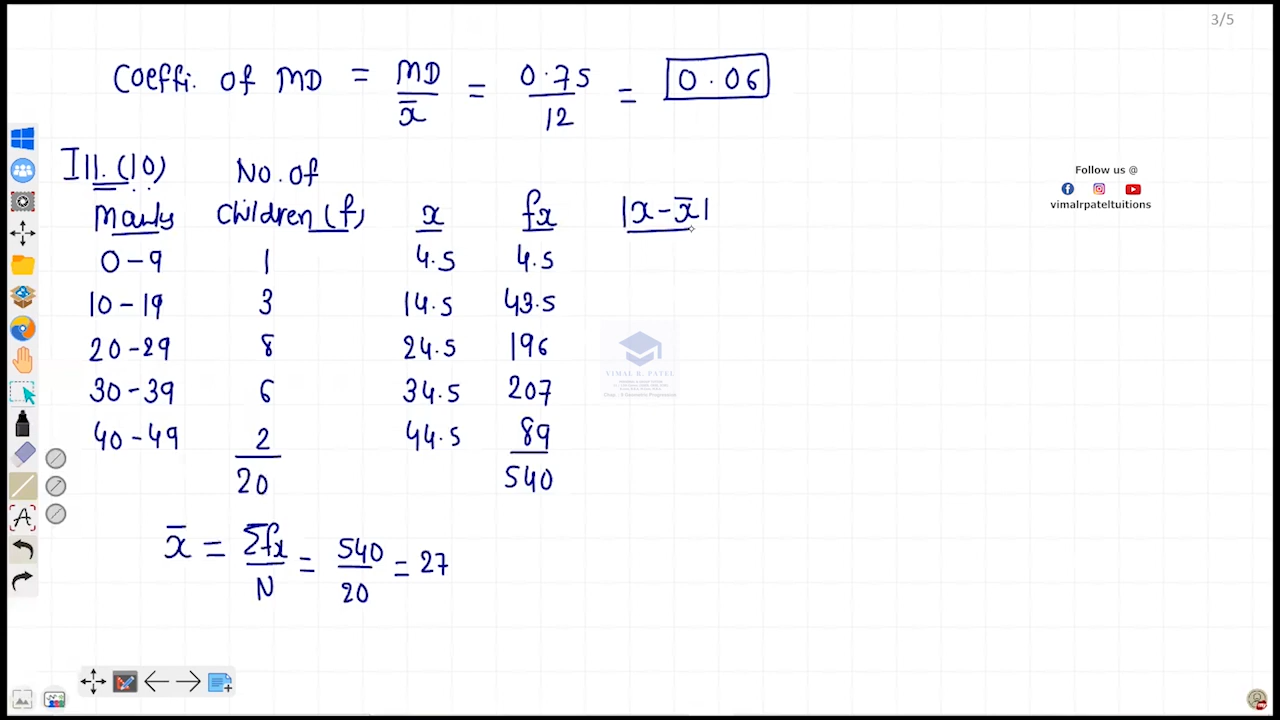 3/5
Coeffi. of MD = MD/x̄ = 0.75/12 = 0.06
Ill. (10)
Follow us @
vimalrpateltuitions
No. of
Marks Children (f) x fx |x - x̄|
0-9 1 4.5 4.5
10-19 3 14.5 43.5
20-29 8 24.5 196
30-39 6 34.5 207
40-49 2 44.5 89
20 540
VIMAL R. PATEL
x̄ = Σfx/N = 540/20 = 27